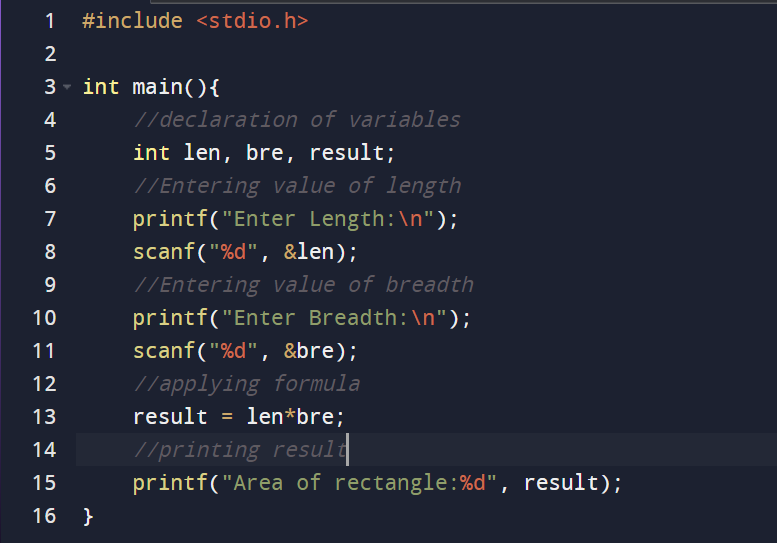 1 #include <stdio.h>
2
3 int main(){
4 //declaration of variables
5 int len, bre, result;
6 //Entering value of length
7 printf("Enter Length:\n");
8 scanf("%d", &len);
9 //Entering value of breadth
10 printf("Enter Breadth:\n");
11 scanf("%d", &bre);
12 //applying formula
13 result = len*bre;
14 //printing result
15 printf("Area of rectangle:%d", result);
16 }